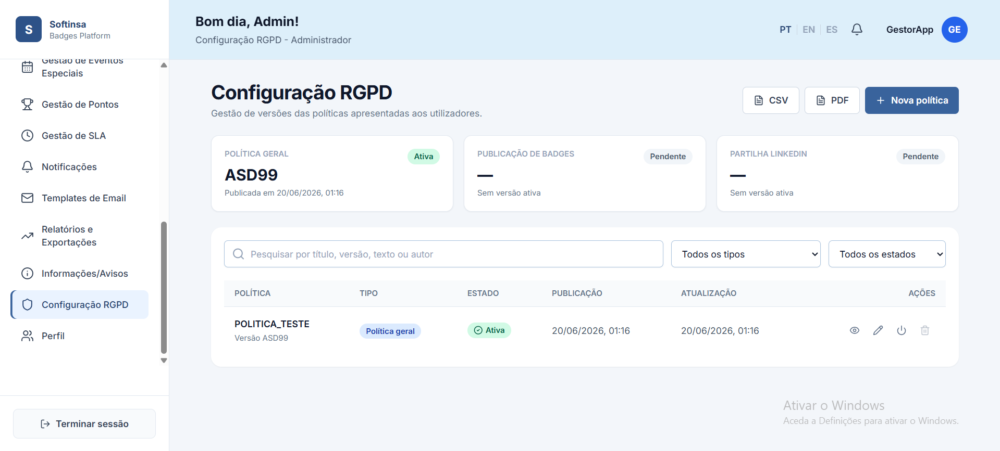 S
Softinsa
Badges Platform
Gestão de Eventos
Especiais
Gestão de Pontos
Gestão de SLA
Notificações
Templates de Email
Relatórios e
Exportações
Informações/Avisos
Configuração RGPD
Perfil
Terminar sessão
Bom dia, Admin!
Configuração RGPD - Administrador
PT EN ES GestorApp GE
Configuração RGPD
Gestão de versões das políticas apresentadas aos utilizadores.
CSV PDF Nova política
POLÍTICA GERAL Ativa
ASD99
Publicada em 20/06/2026, 01:16
PUBLICAÇÃO DE BADGES Pendente
—
Sem versão ativa
PARTILHA LINKEDIN Pendente
—
Sem versão ativa
Pesquisar por título, versão, texto ou autor Todos os tipos Todos os estados
POLÍTICA TIPO ESTADO PUBLICAÇÃO ATUALIZAÇÃO AÇÕES
POLITICA_TESTE
Versão ASD99
Política geral Ativa 20/06/2026, 01:16 20/06/2026, 01:16
Ativar o Windows
Aceda a Definições para ativar o Windows.